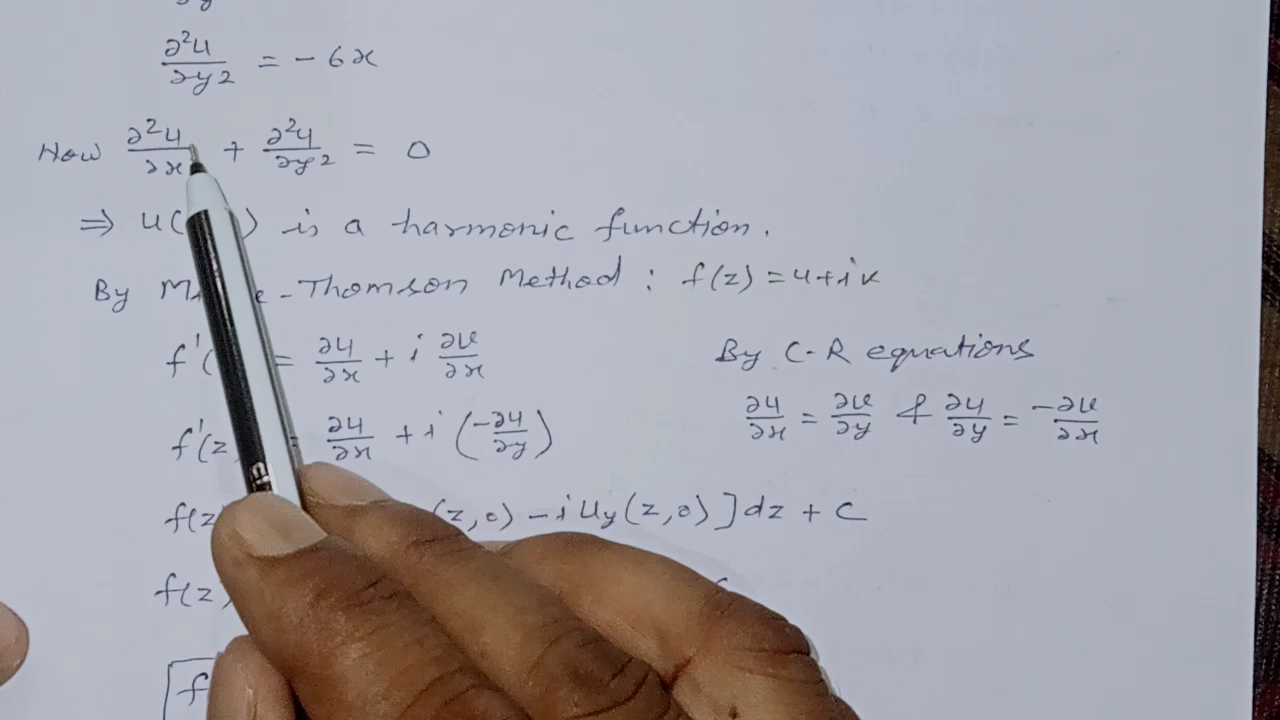 ∂²u/∂y² = - 6x
Now ∂²u/∂x + ∂²u/∂y² = 0
⇒ u( ) is a harmonic function.
By - Thomson Method : f(z) = u+iv
f'( = ∂u/∂x + i ∂v/∂x
By C-R equations
f'(z ∂u/∂x + i (-∂u/∂y)
∂u/∂x = ∂v/∂y & ∂u/∂y = -∂v/∂x
f(z (z,0) - i uy(z,0) ]dz + C
f(z)
f